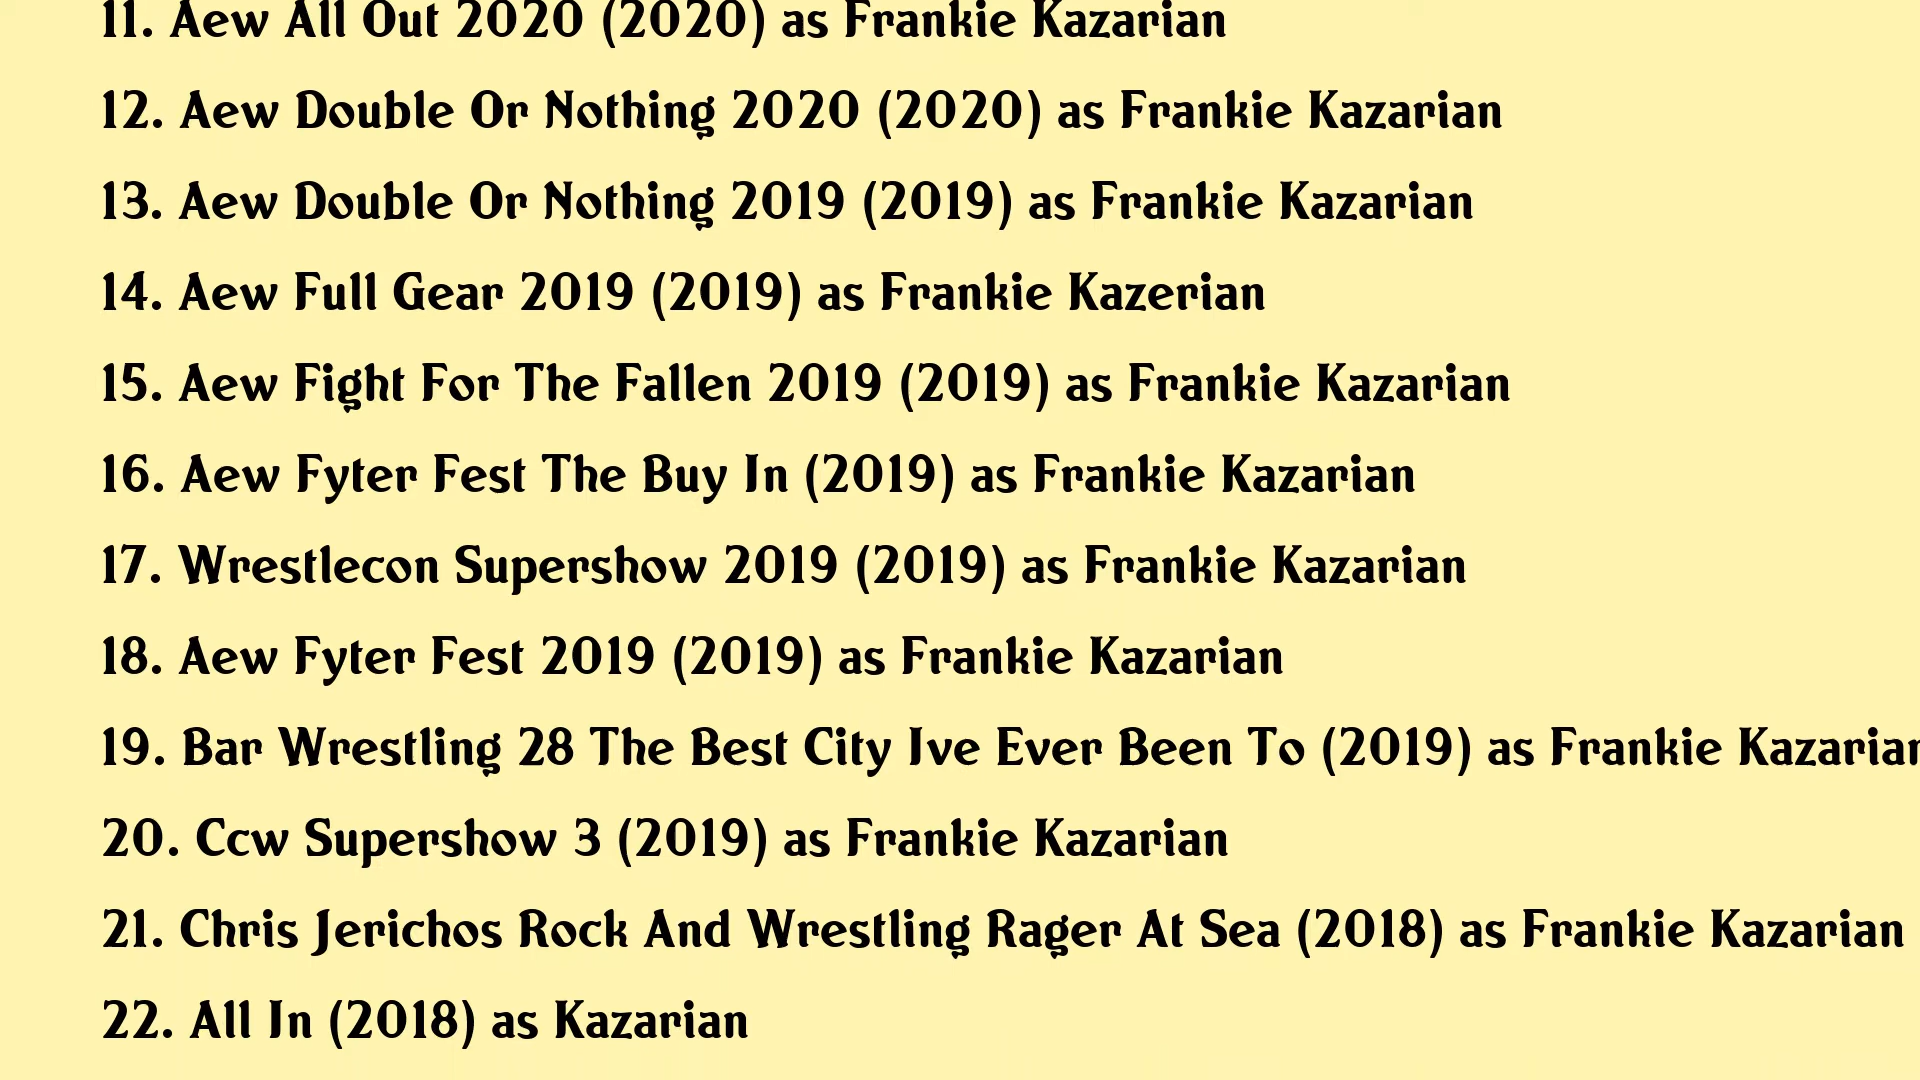 11. Aew All Out 2020 (2020) as Frankie Kazarian
12. Aew Double Or Nothing 2020 (2020) as Frankie Kazarian
13. Aew Double Or Nothing 2019 (2019) as Frankie Kazarian
14. Aew Full Gear 2019 (2019) as Frankie Kazerian
15. Aew Fight For The Fallen 2019 (2019) as Frankie Kazarian
16. Aew Fyter Fest The Buy In (2019) as Frankie Kazarian
17. Wrestlecon Supershow 2019 (2019) as Frankie Kazarian
18. Aew Fyter Fest 2019 (2019) as Frankie Kazarian
19. Bar Wrestling 28 The Best City Ive Ever Been To (2019) as Frankie Kazarian
20. Ccw Supershow 3 (2019) as Frankie Kazarian
21. Chris Jerichos Rock And Wrestling Rager At Sea (2018) as Frankie Kazarian
22. All In (2018) as Kazarian